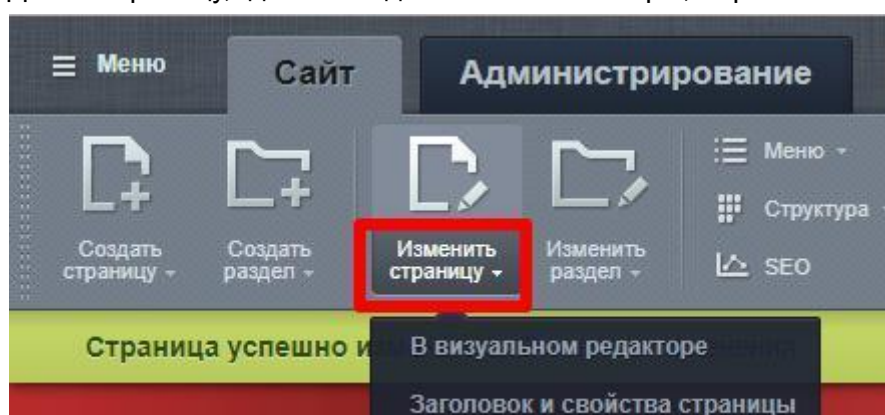 Меню
Сайт
Администрирование
Создать
страницу
Создать
раздел
Изменить
страницу
Изменить
раздел
Меню
Структура
SEO
Страница успешно
В визуальном редакторе
Заголовок и свойства страницы